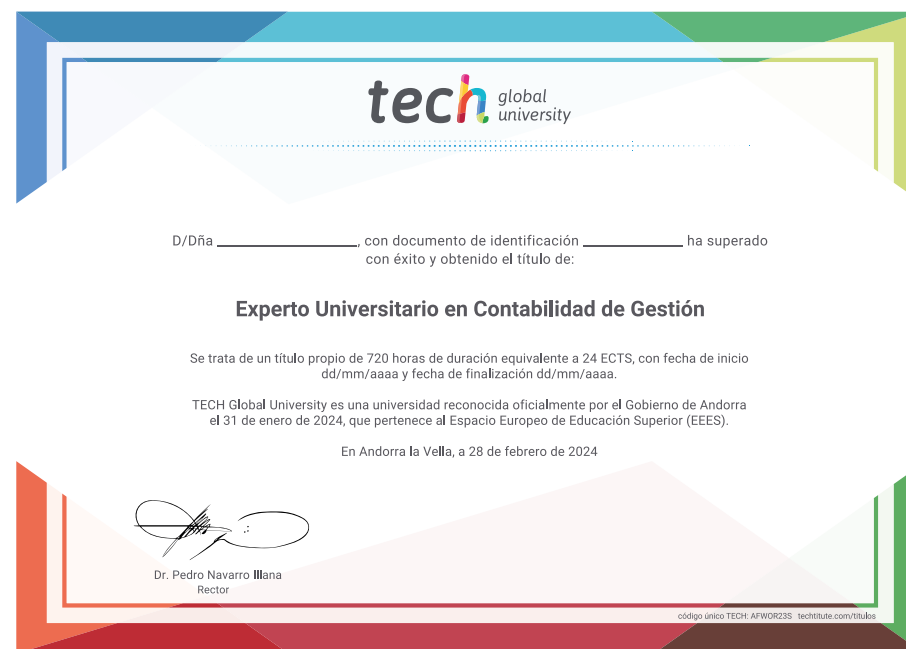 tech global university
D/Dña ______________, con documento de identificación __________ ha superado
con éxito y obtenido el título de:
Experto Universitario en Contabilidad de Gestión
Se trata de un título propio de 720 horas de duración equivalente a 24 ECTS, con fecha de inicio
dd/mm/aaaa y fecha de finalización dd/mm/aaaa.
TECH Global University es una universidad reconocida oficialmente por el Gobierno de Andorra
el 31 de enero de 2024, que pertenece al Espacio Europeo de Educación Superior (EEES).
En Andorra la Vella, a 28 de febrero de 2024
Dr. Pedro Navarro Illana
Rector
código único TECH: AFWOR23S techtitute.com/titulos